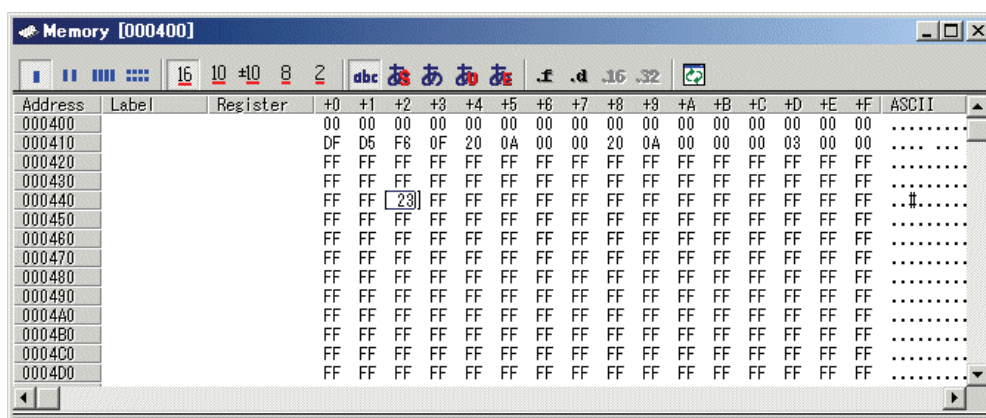 Memory [000400]
16 10 ±10 8 2 abc あS あ あU あE .f .d .16 .32
Address Label Register +0 +1 +2 +3 +4 +5 +6 +7 +8 +9 +A +B +C +D +E +F ASCII
000400 00 00 00 00 00 00 00 00 00 00 00 00 00 00 00 00 .........
000410 DF D5 F6 0F 20 0A 00 00 20 0A 00 00 00 03 00 00 .... ...
000420 FF FF FF FF FF FF FF FF FF FF FF FF FF FF FF FF .........
000430 FF FF FF FF FF FF FF FF FF FF FF FF FF FF FF FF .........
000440 FF FF 23 FF FF FF FF FF FF FF FF FF FF FF FF FF ..#......
000450 FF FF FF FF FF FF FF FF FF FF FF FF FF FF FF FF .........
000460 FF FF FF FF FF FF FF FF FF FF FF FF FF FF FF FF .........
000470 FF FF FF FF FF FF FF FF FF FF FF FF FF FF FF FF .........
000480 FF FF FF FF FF FF FF FF FF FF FF FF FF FF FF FF .........
000490 FF FF FF FF FF FF FF FF FF FF FF FF FF FF FF FF .........
0004A0 FF FF FF FF FF FF FF FF FF FF FF FF FF FF FF FF .........
0004B0 FF FF FF FF FF FF FF FF FF FF FF FF FF FF FF FF .........
0004C0 FF FF FF FF FF FF FF FF FF FF FF FF FF FF FF FF .........
0004D0 FF FF FF FF FF FF FF FF FF FF FF FF FF FF FF FF .........